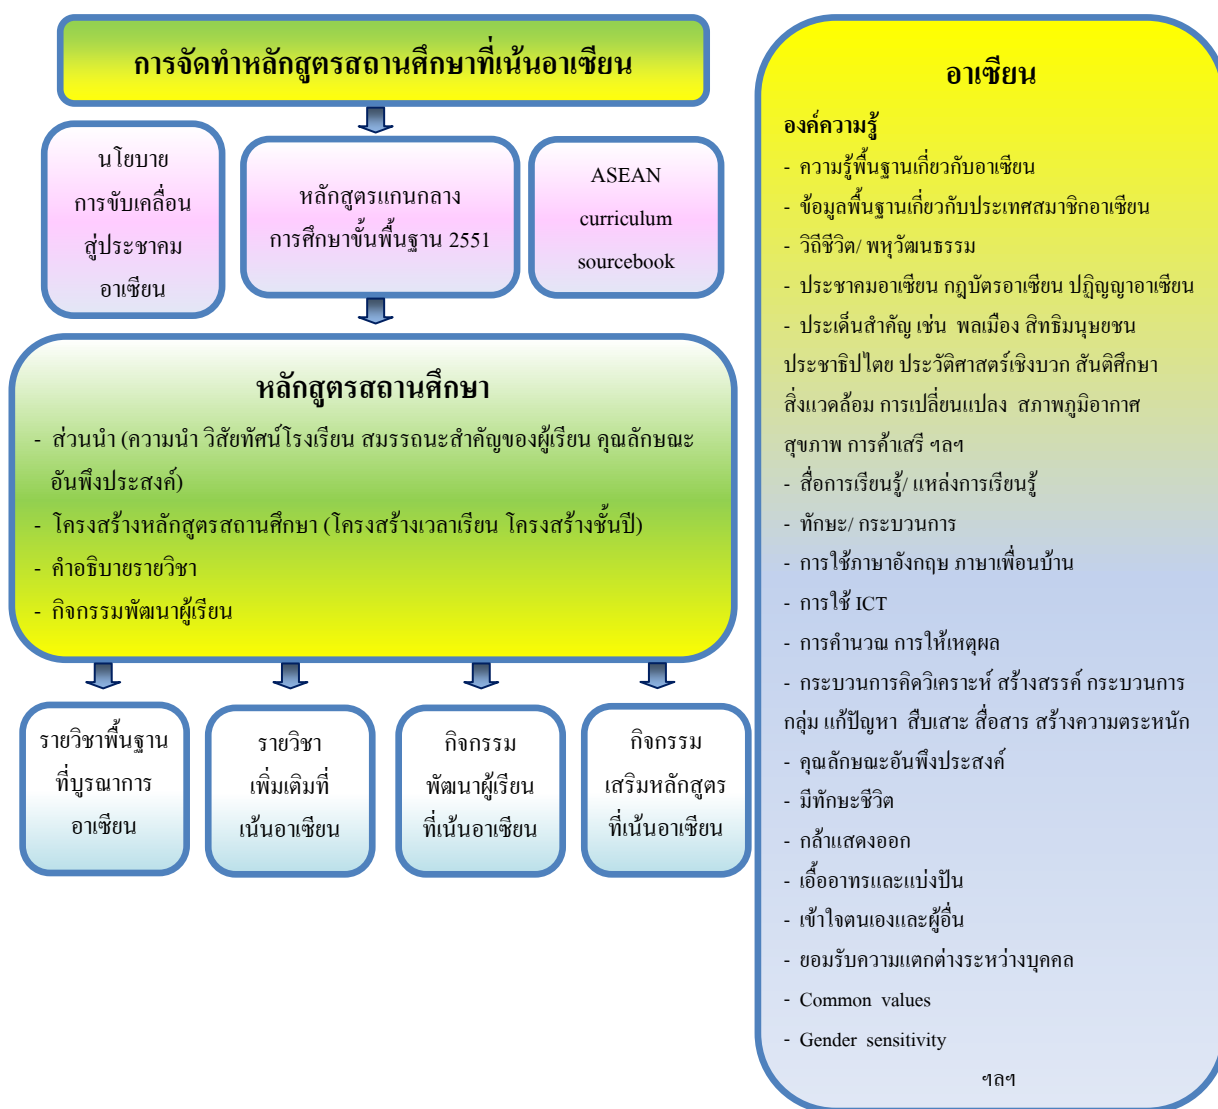 การจัดทำหลักสูตรสถานศึกษาที่เน้นอาเซียน
นโยบาย
การขับเคลื่อน
สู่ประชาคม
อาเซียน
หลักสูตรแกนกลาง
การศึกษาขั้นพื้นฐาน 2551
ASEAN
curriculum
sourcebook
หลักสูตรสถานศึกษา
- ส่วนนำ (ความนำ วิสัยทัศน์โรงเรียน สมรรถนะสำคัญของผู้เรียน คุณลักษณะ
อันพึงประสงค์)
- โครงสร้างหลักสูตรสถานศึกษา (โครงสร้างเวลาเรียน โครงสร้างชั้นปี)
- คำอธิบายรายวิชา
- กิจกรรมพัฒนาผู้เรียน
รายวิชาพื้นฐาน
ที่บูรณาการ
อาเซียน
รายวิชา
เพิ่มเติมที่
เน้นอาเซียน
กิจกรรม
พัฒนาผู้เรียน
ที่เน้นอาเซียน
กิจกรรม
เสริมหลักสูตร
ที่เน้นอาเซียน
อาเซียน
องค์ความรู้
- ความรู้พื้นฐานเกี่ยวกับอาเซียน
- ข้อมูลพื้นฐานเกี่ยวกับประเทศสมาชิกอาเซียน
- วิถีชีวิต/ พหุวัฒนธรรม
- ประชาคมอาเซียน กฎบัตรอาเซียน ปฏิญญาอาเซียน
- ประเด็นสำคัญ เช่น พลเมือง สิทธิมนุษยชน
ประชาธิปไตย ประวัติศาสตร์เชิงบวก สันติศึกษา
สิ่งแวดล้อม การเปลี่ยนแปลง สภาพภูมิอากาศ
สุขภาพ การค้าเสรี ฯลฯ
- สื่อการเรียนรู้/ แหล่งการเรียนรู้
- ทักษะ/ กระบวนการ
- การใช้ภาษาอังกฤษ ภาษาเพื่อนบ้าน
- การใช้ ICT
- การคำนวณ การให้เหตุผล
- กระบวนการคิดวิเคราะห์ สร้างสรรค์ กระบวนการ
กลุ่ม แก้ปัญหา สืบเสาะ สื่อสาร สร้างความตระหนัก
- คุณลักษณะอันพึงประสงค์
- มีทักษะชีวิต
- กล้าแสดงออก
- เอื้ออาทรและแบ่งปัน
- เข้าใจตนเองและผู้อื่น
- ยอมรับความแตกต่างระหว่างบุคคล
- Common values
- Gender sensitivity
ฯลฯ